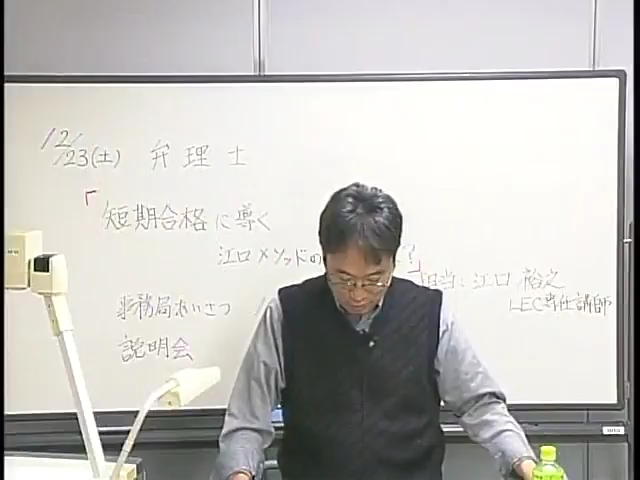 12/23(土) 弁理士
「短期合格に導く
江口メソッドの ?」
担当:江口 裕之
LEC専任講師
事務局あいさつ
説明会